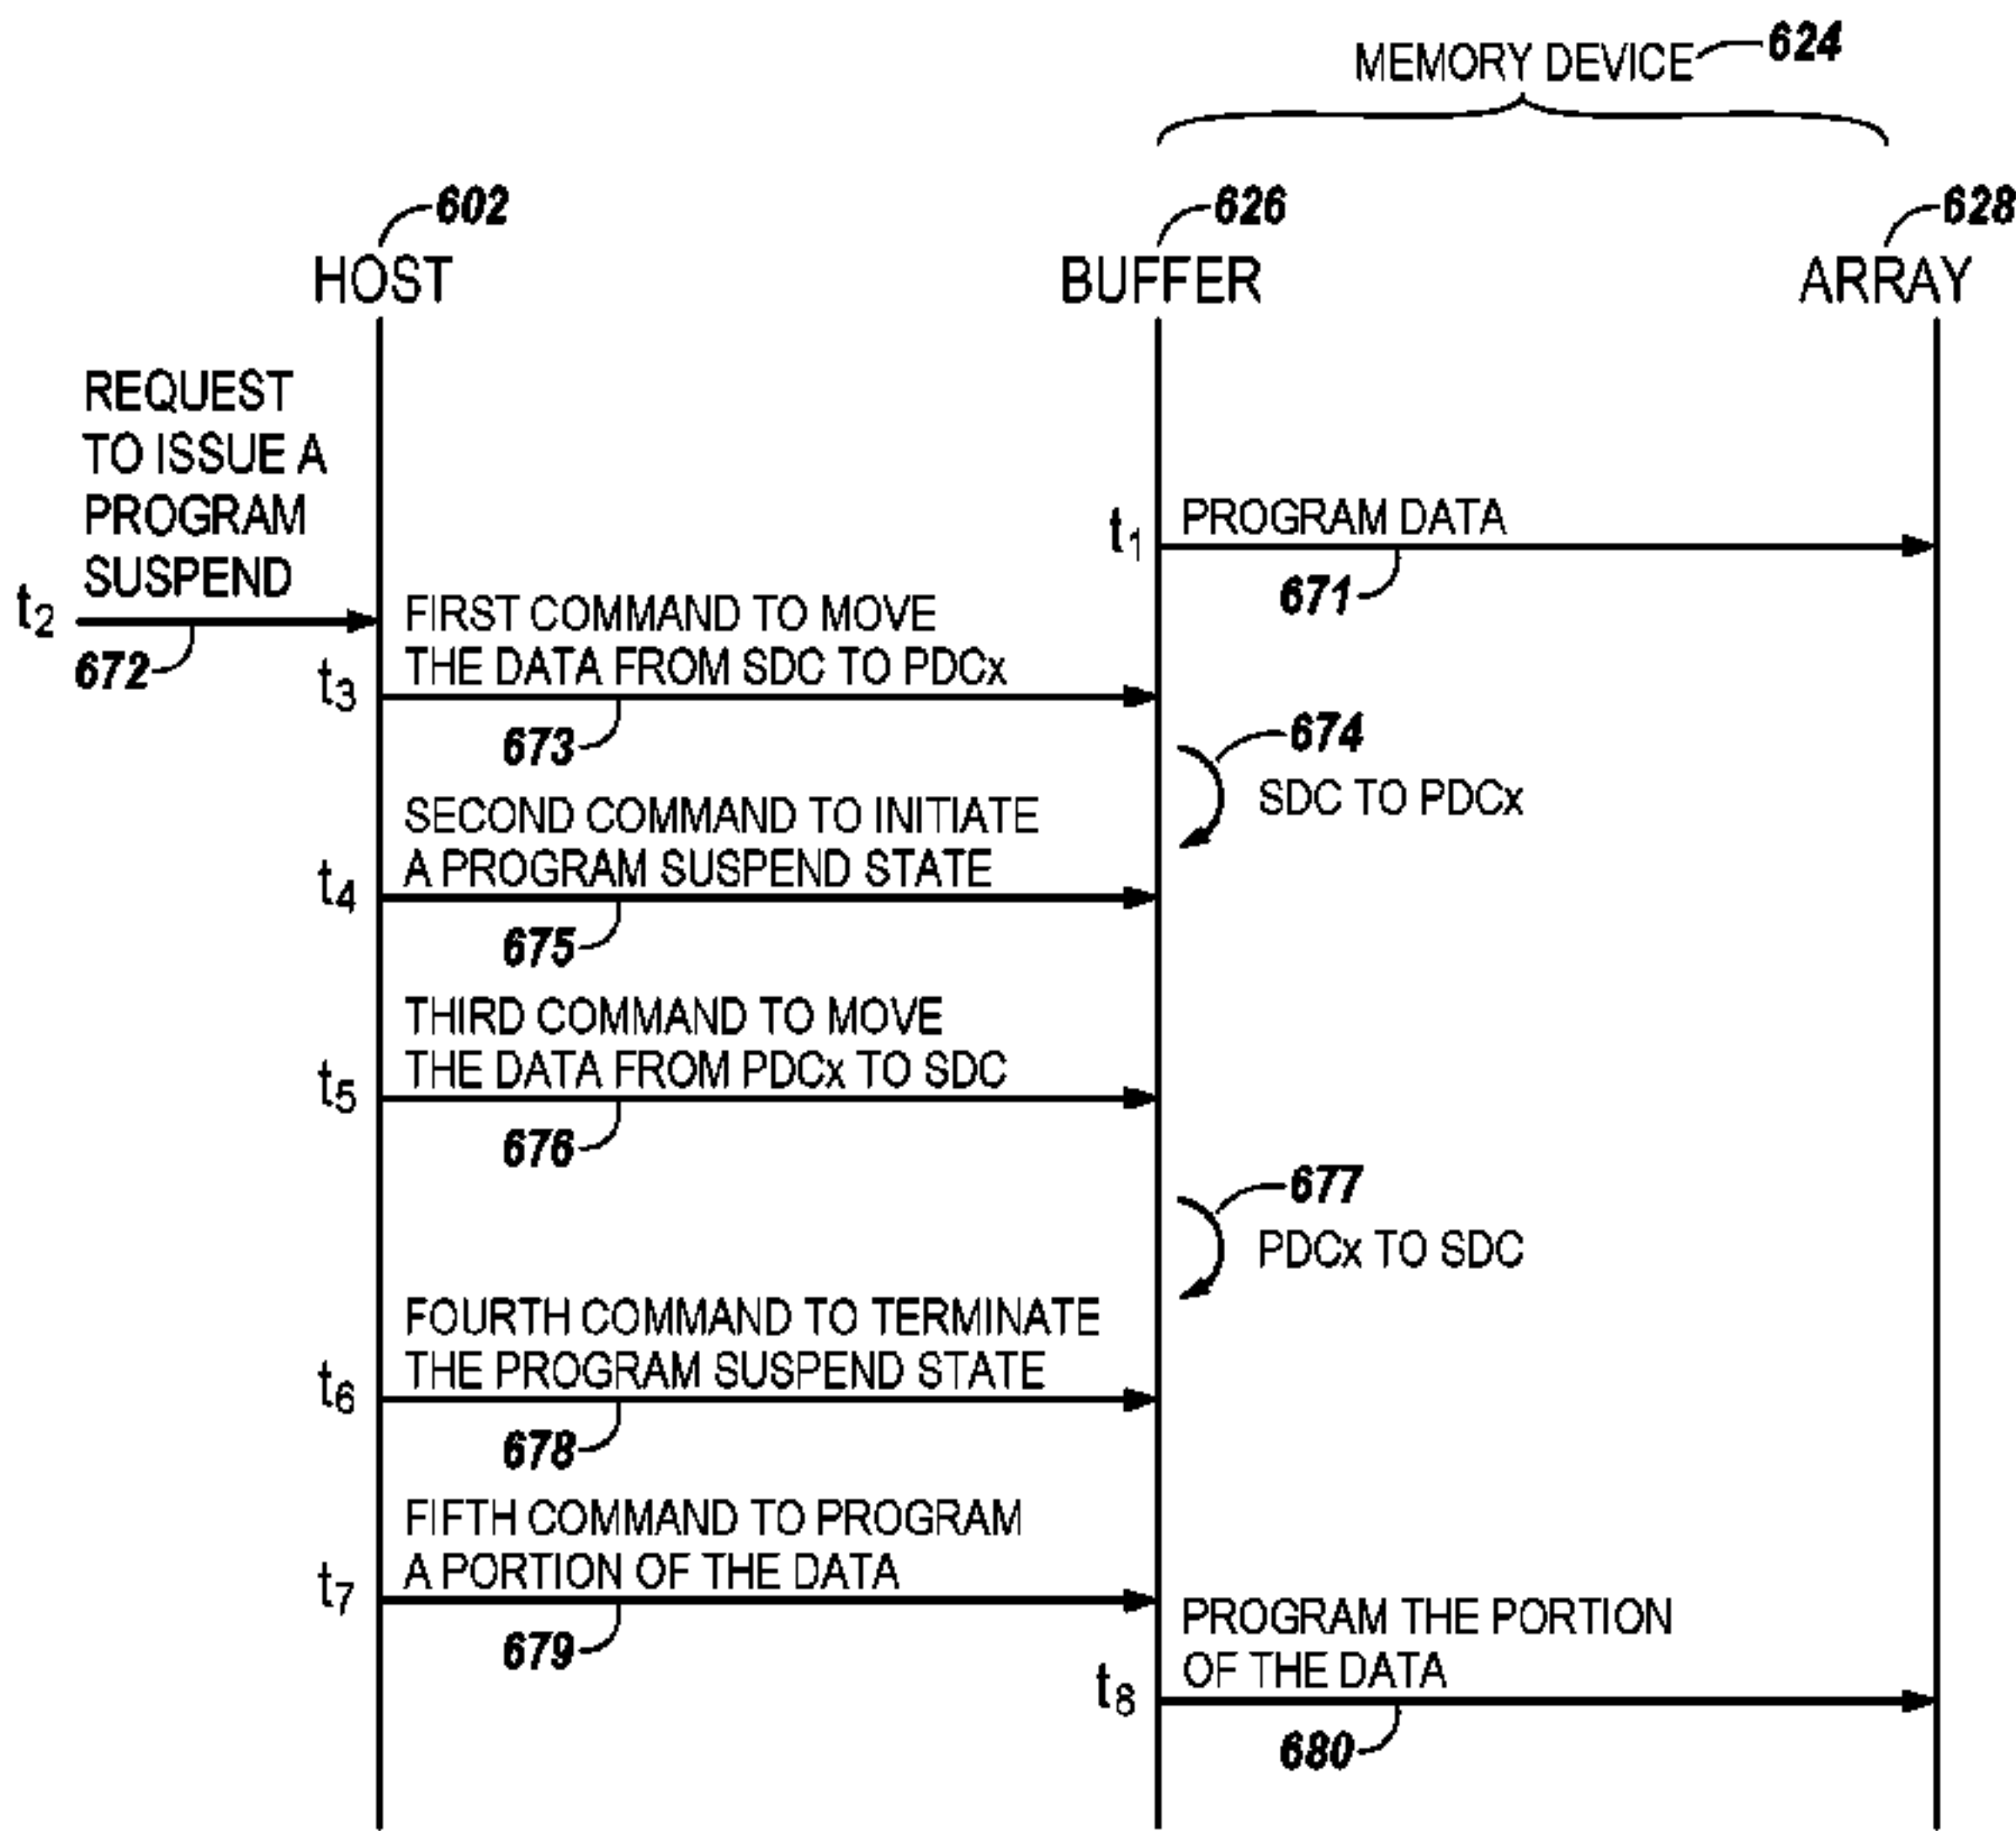 MEMORY DEVICE 624
602
626
628
HOST
BUFFER
ARRAY
REQUEST
TO ISSUE A
PROGRAM
SUSPEND
t2
672
t1
PROGRAM DATA
671
FIRST COMMAND TO MOVE
THE DATA FROM SDC TO PDCx
t3
673
674
SDC TO PDCx
SECOND COMMAND TO INITIATE
A PROGRAM SUSPEND STATE
t4
675
THIRD COMMAND TO MOVE
THE DATA FROM PDCx TO SDC
t5
676
677
PDCx TO SDC
FOURTH COMMAND TO TERMINATE
THE PROGRAM SUSPEND STATE
t6
678
FIFTH COMMAND TO PROGRAM
A PORTION OF THE DATA
t7
679
PROGRAM THE PORTION
OF THE DATA
t8
680